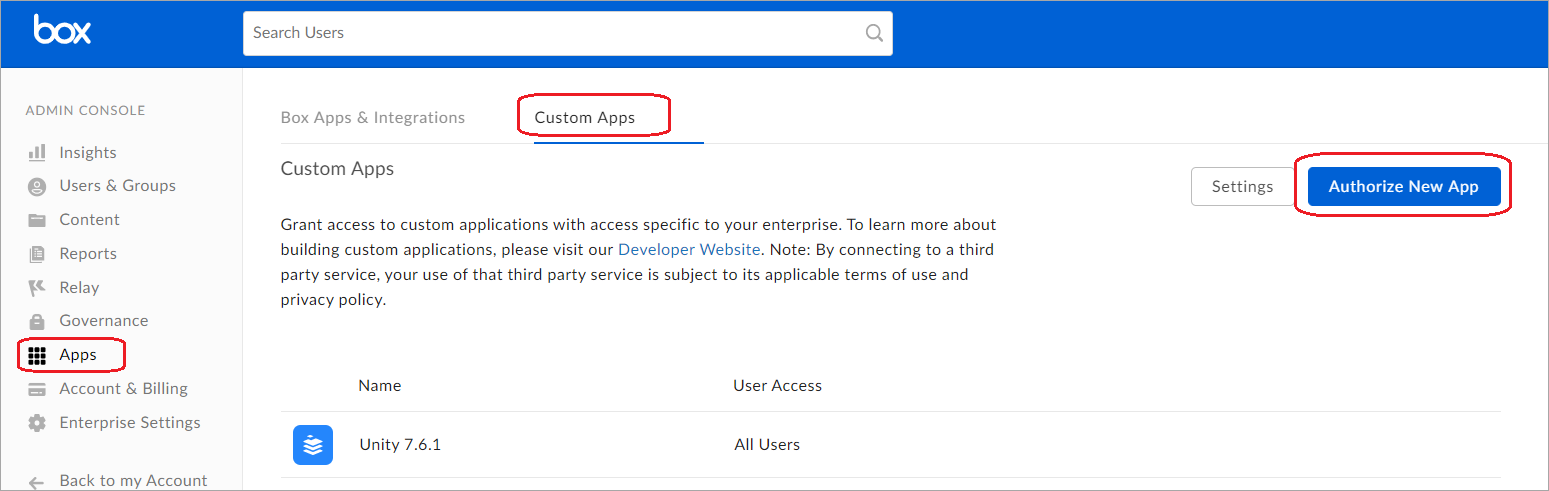 box
Search Users
ADMIN CONSOLE
Insights
Users & Groups
Content
Reports
Relay
Governance
Apps
Account & Billing
Enterprise Settings
Back to my Account
Box Apps & Integrations
Custom Apps
Custom Apps
Settings
Authorize New App
Grant access to custom applications with access specific to your enterprise. To learn more about
building custom applications, please visit our Developer Website. Note: By connecting to a third
party service, your use of that third party service is subject to its applicable terms of use and
privacy policy.
Name User Access
Unity 7.6.1 All Users